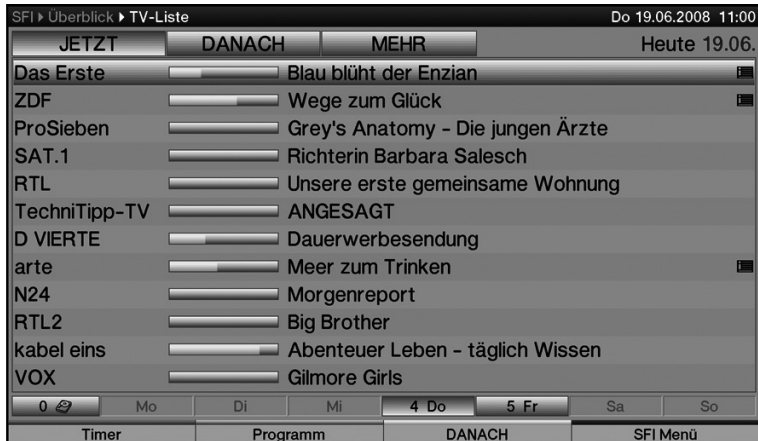 SFI Überblick TV-Liste Do 19.06.2008 11:00
JETZT DANACH MEHR Heute 19.06.
Das Erste Blau blüht der Enzian
ZDF Wege zum Glück
ProSieben Grey's Anatomy - Die jungen Ärzte
SAT.1 Richterin Barbara Salesch
RTL Unsere erste gemeinsame Wohnung
TechniTipp-TV ANGESAGT
D VIERTE Dauerwerbesendung
arte Meer zum Trinken
N24 Morgenreport
RTL2 Big Brother
kabel eins Abenteuer Leben - täglich Wissen
VOX Gilmore Girls
0 Mo Di Mi 4 Do 5 Fr Sa So
Timer Programm DANACH SFI Menü